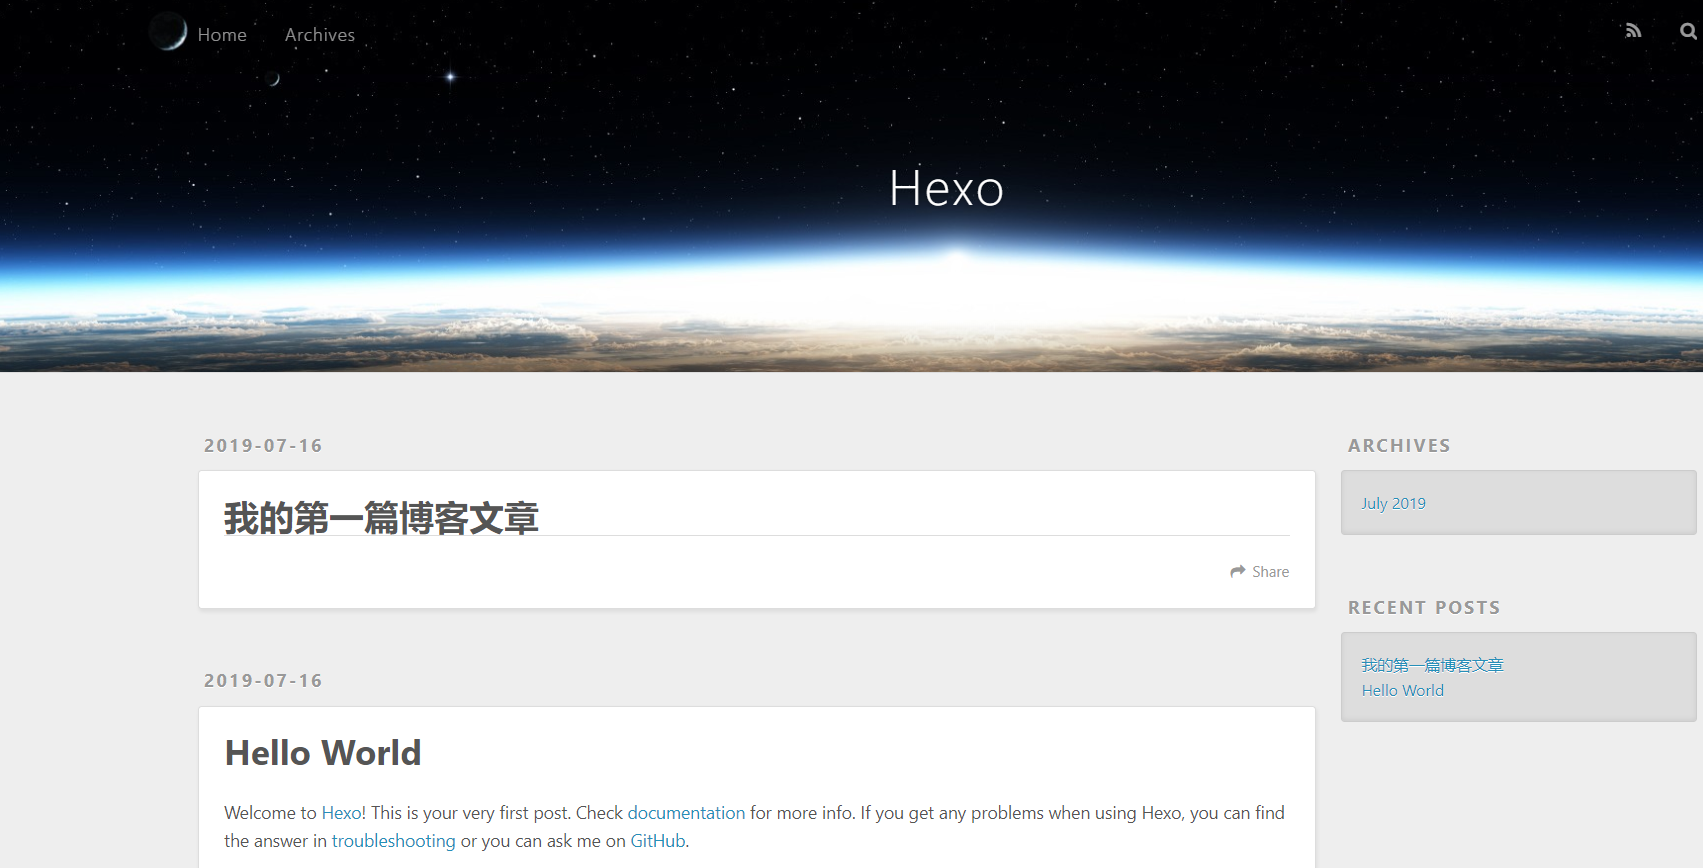 Home Archives
Hexo
2019-07-16
我的第一篇博客文章
Share
2019-07-16
Hello World
Welcome to Hexo! This is your very first post. Check documentation for more info. If you get any problems when using Hexo, you can find
the answer in troubleshooting or you can ask me on GitHub.
ARCHIVES
July 2019
RECENT POSTS
我的第一篇博客文章
Hello World